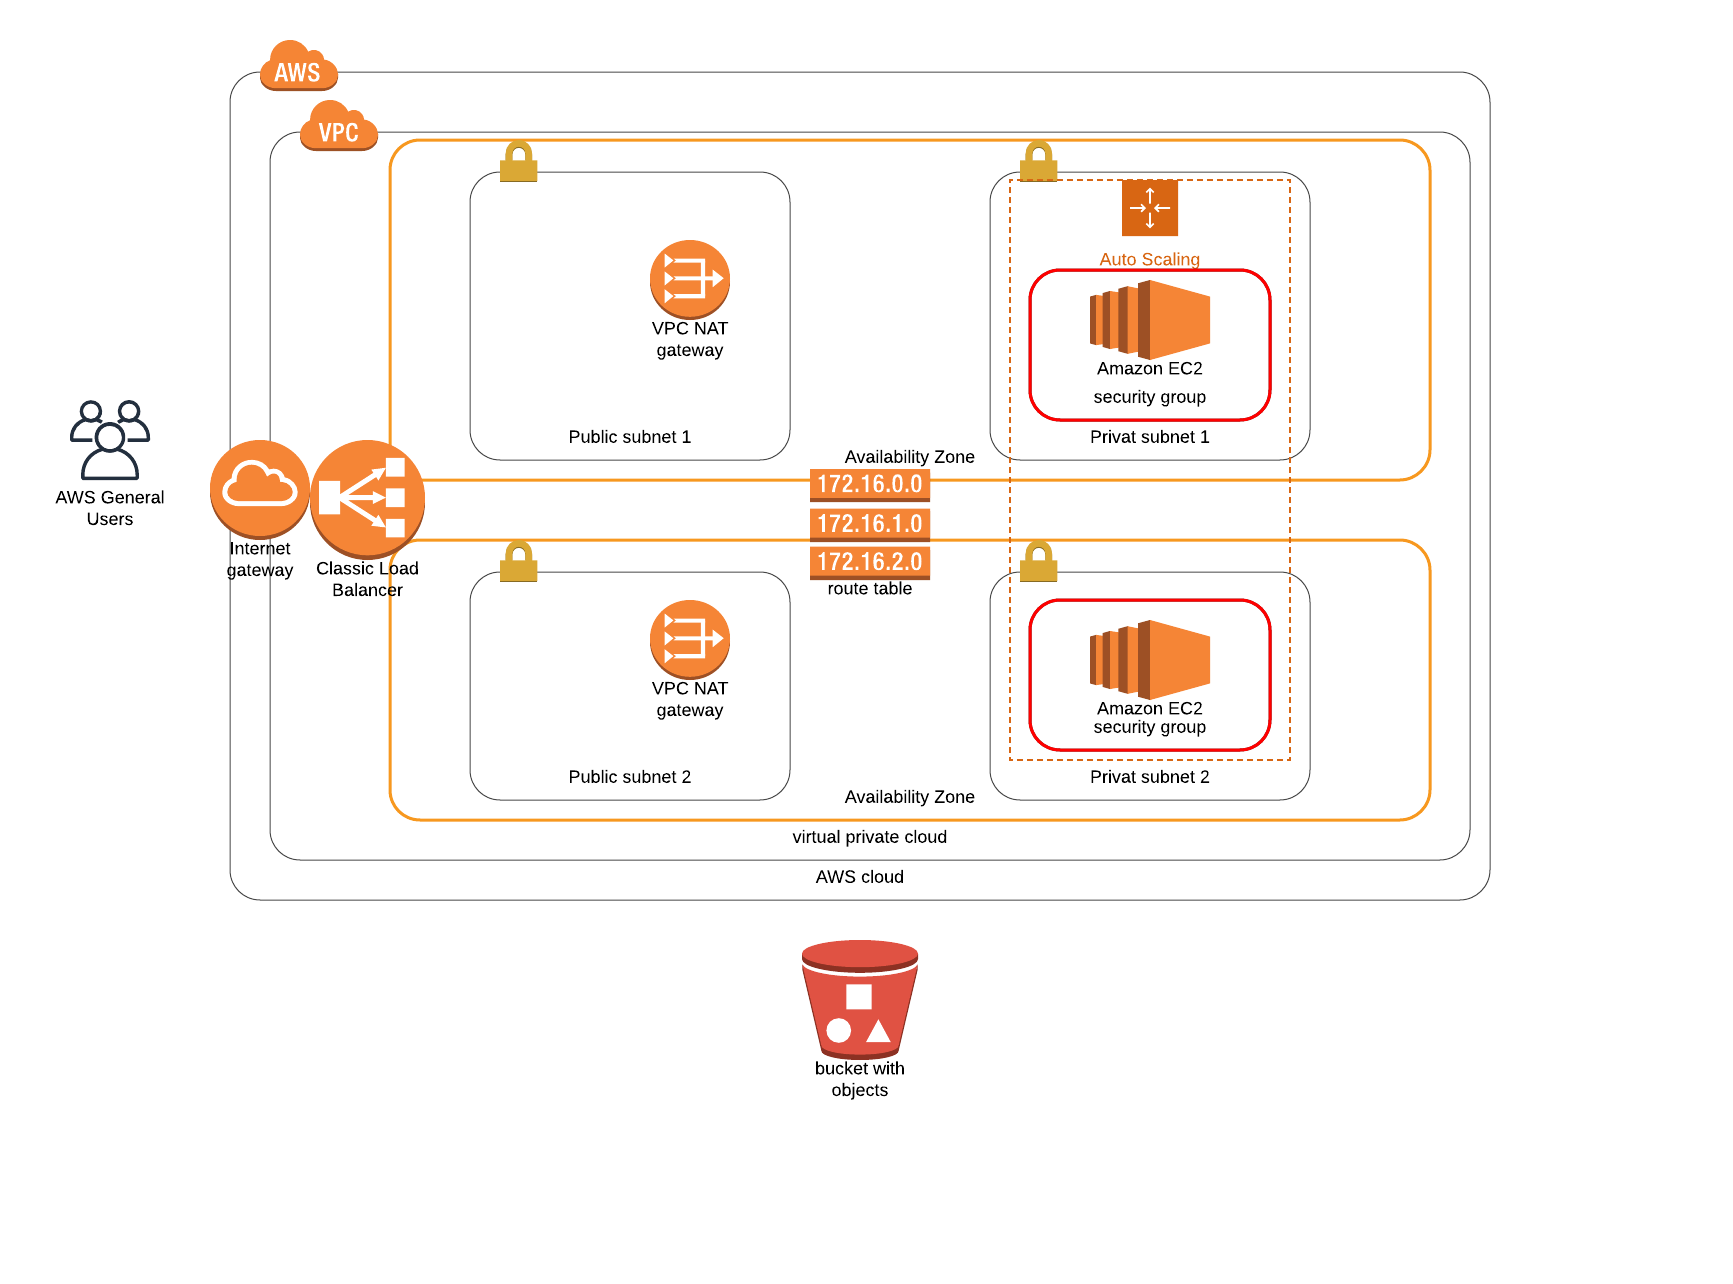 AWS
VPC
Auto Scaling
VPC NAT
gateway
Amazon EC2
security group
Public subnet 1
Privat subnet 1
Availability Zone
172.16.0.0
172.16.1.0
172.16.2.0
route table
AWS General
Users
Internet
gateway
Classic Load
Balancer
VPC NAT
gateway
Amazon EC2
security group
Public subnet 2
Privat subnet 2
Availability Zone
virtual private cloud
AWS cloud
bucket with
objects